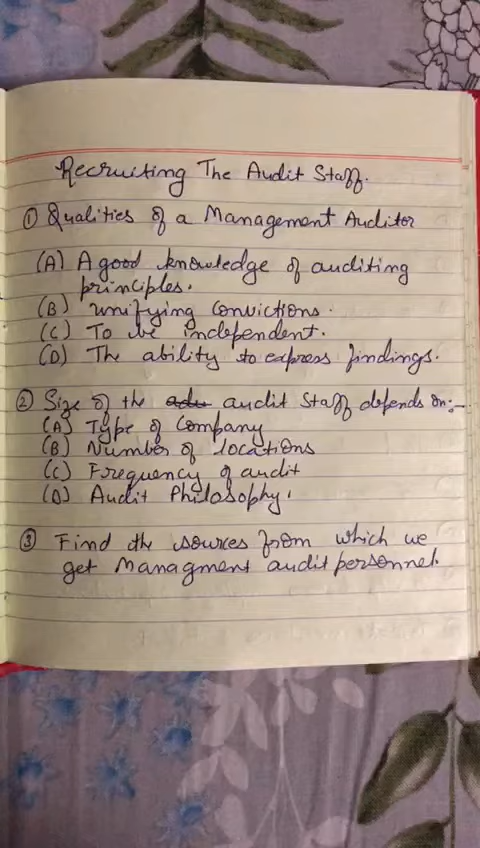 Recruiting The Audit Staff.
① Qualities of a Management Auditor
(A) A good knowledge of auditing
principles.
(B) unifying convictions.
(C) To be independent.
(D) The ability to express findings.
② Size of the audit Staff depends on:-
(A) Type of Company
(B) Number of locations
(C) Frequency of audit
(D) Audit Philosophy.
③ Find the sources from which we
get Managment audit personnel.